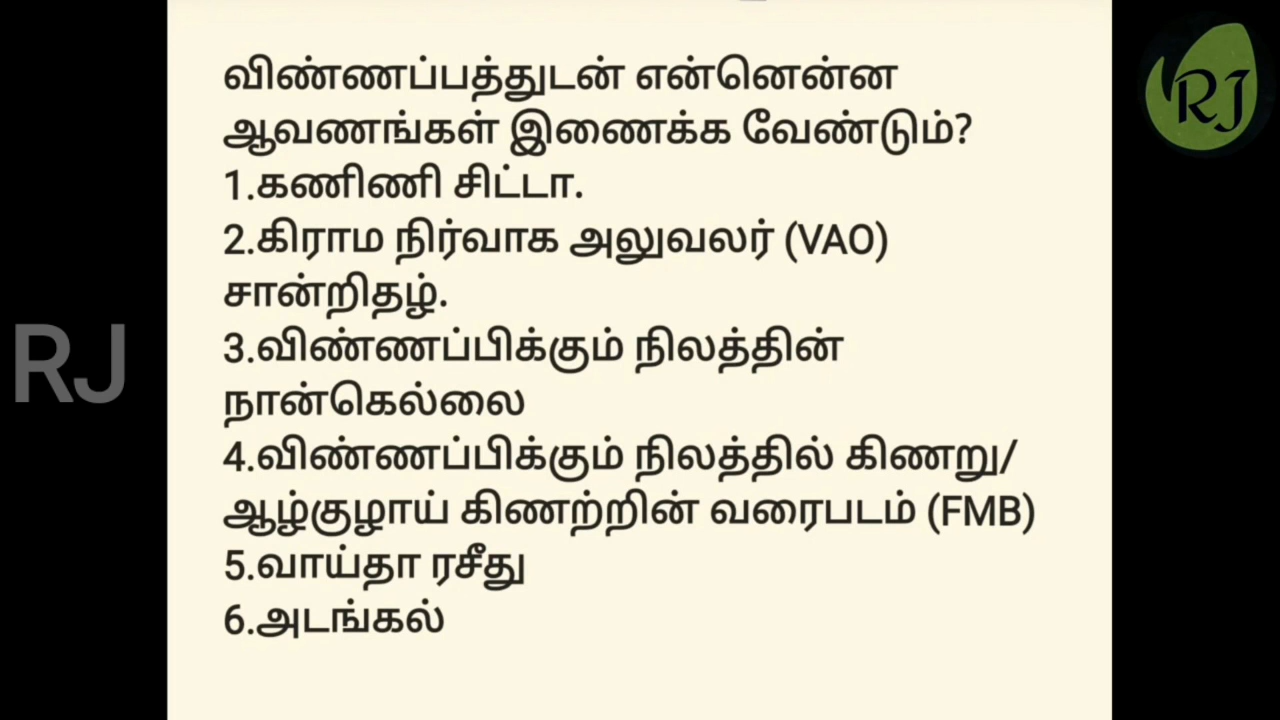 விண்ணப்பத்துடன் என்னென்ன
ஆவணங்கள் இணைக்க வேண்டும்?
1.கணிணி சிட்டா.
2.கிராம நிர்வாக அலுவலர் (VAO)
சான்றிதழ்.
3.விண்ணப்பிக்கும் நிலத்தின்
நான்கெல்லை
4.விண்ணப்பிக்கும் நிலத்தில் கிணறு/
ஆழ்குழாய் கிணற்றின் வரைபடம் (FMB)
5.வாய்தா ரசீது
6.அடங்கல்
RJ
RJ